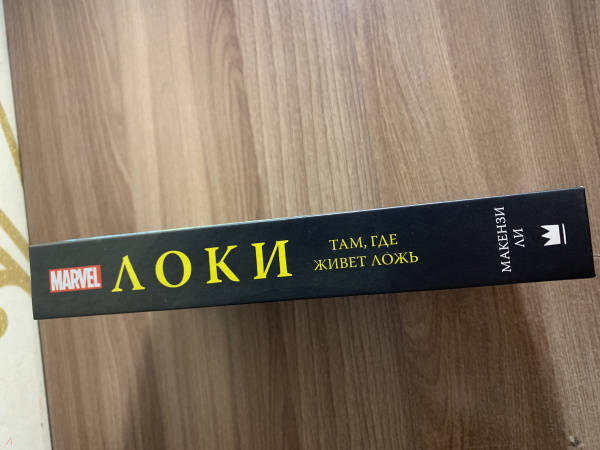 MARVEL
ЛОКИ
ТАМ, ГДЕ
ЖИВЕТ ЛОЖЬ
МАКЕНЗИ
ЛИ